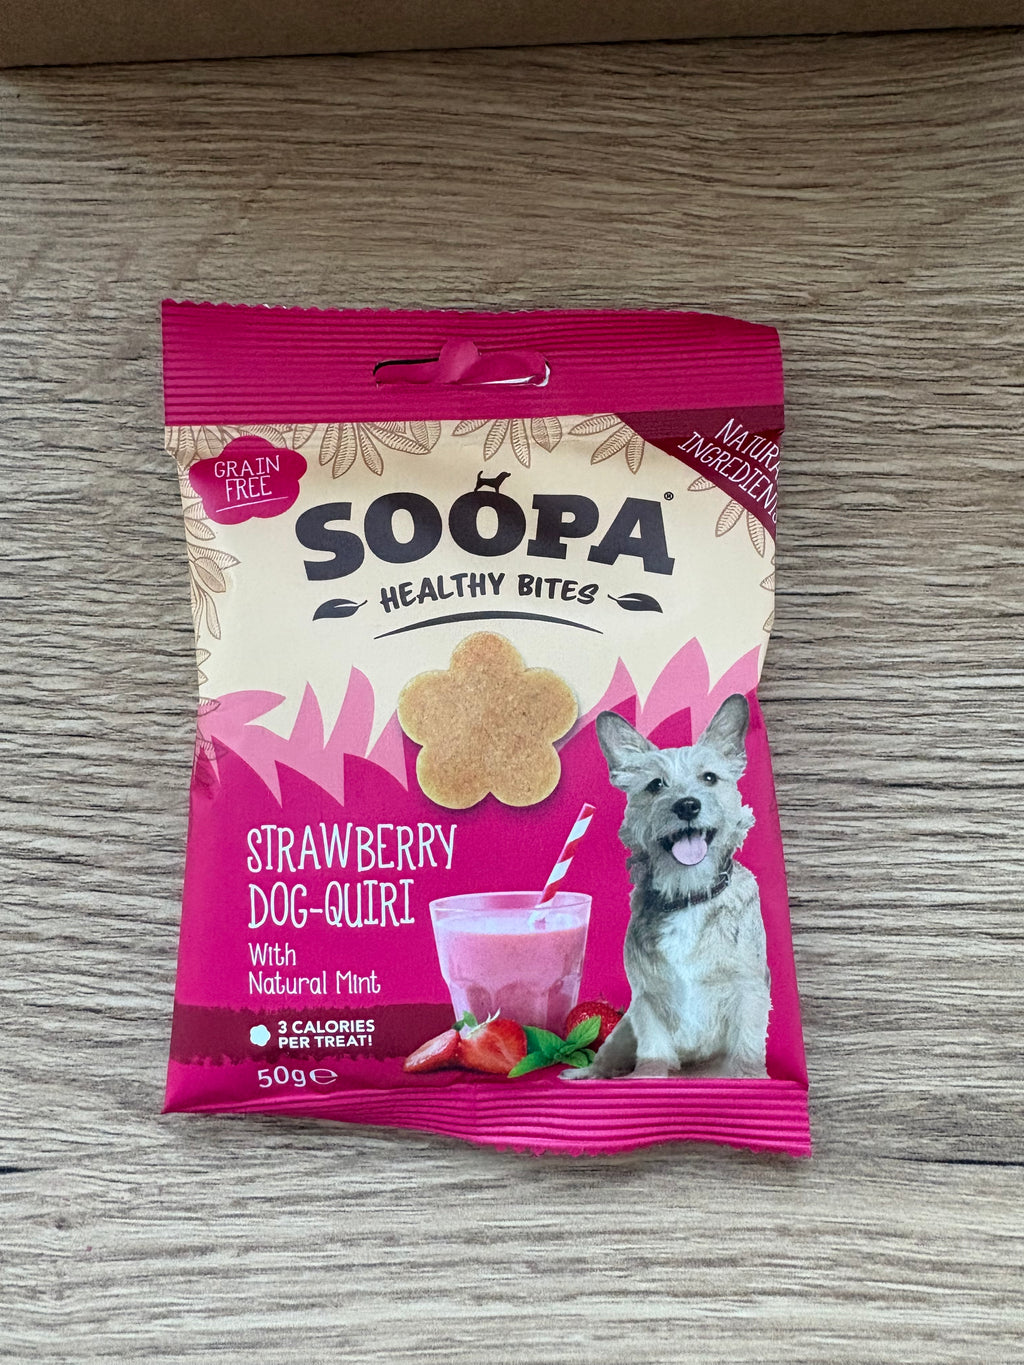 GRAIN
FREE
NATURAL
INGREDIENTS
SOOPA®
HEALTHY BITES
STRAWBERRY
DOG-QUIRI
With
Natural Mint
3 CALORIES
PER TREAT!
50g℮